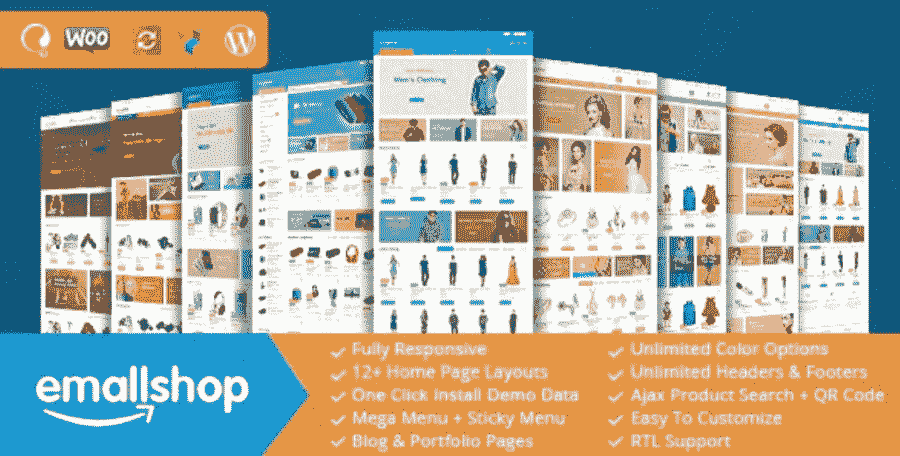 WOO
Men's Clothing
emallshop
Fully Responsive
12+ Home Page Layouts
One Click Install Demo Data
Mega Menu + Sticky Menu
Blog & Portfolio Pages
Unlimited Color Options
Unlimited Headers & Footers
Ajax Product Search + QR Code
Easy To Customize
RTL Support